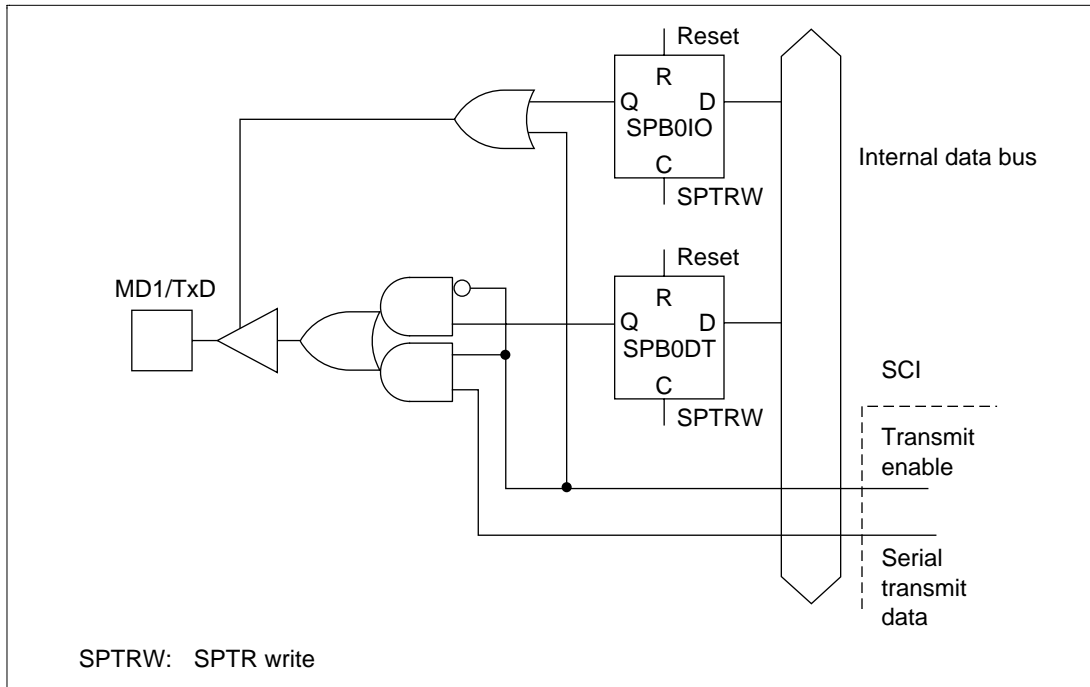 Reset
R
Q D
SPB0IO
C
SPTRW
Internal data bus
Reset
R
Q D
SPB0DT
C
SPTRW
MD1/TxD
SCI
Transmit
enable
Serial
transmit
data
SPTRW: SPTR write